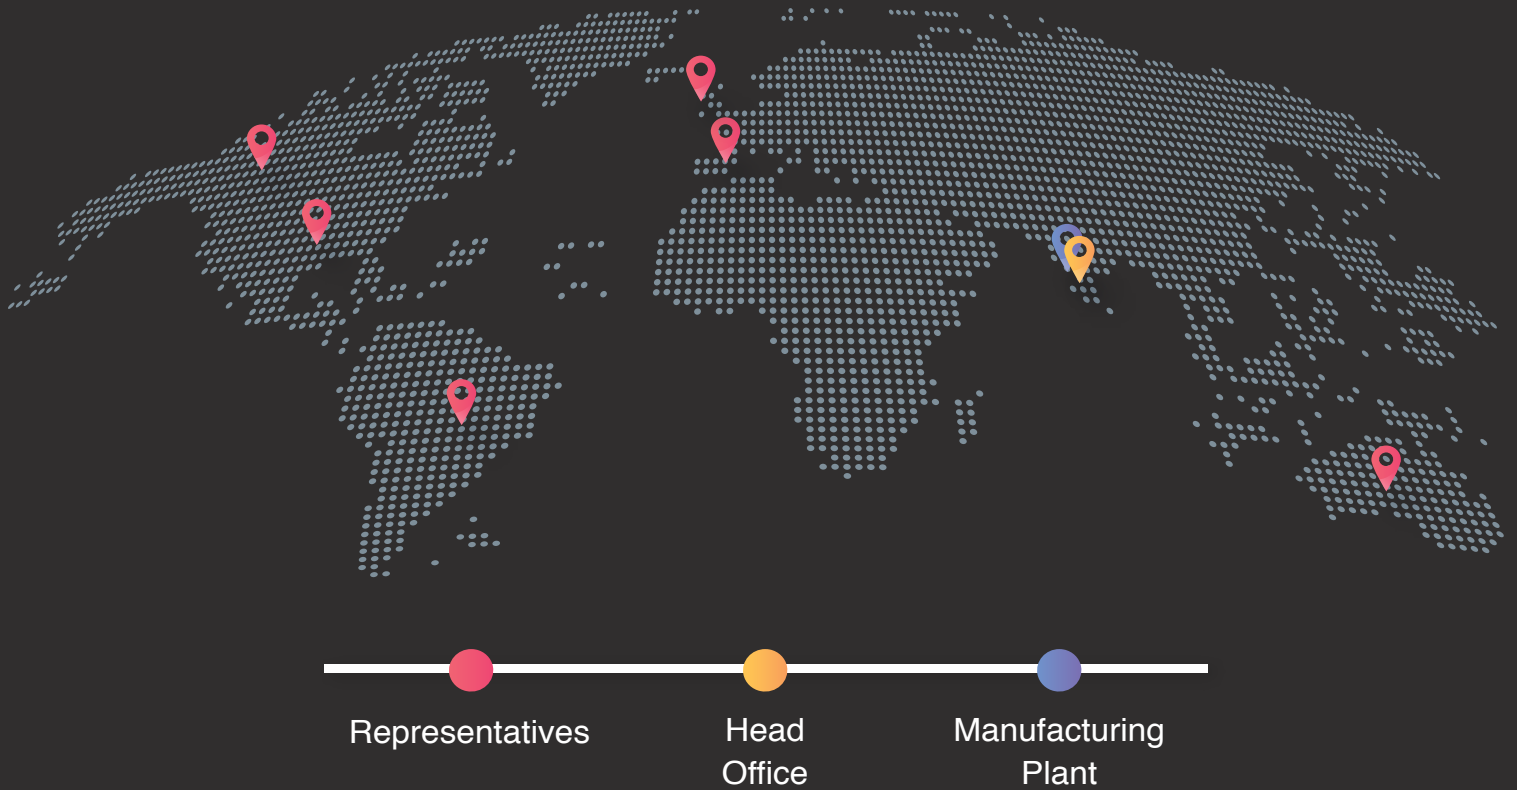 Representatives
Head
Office
Manufacturing
Plant